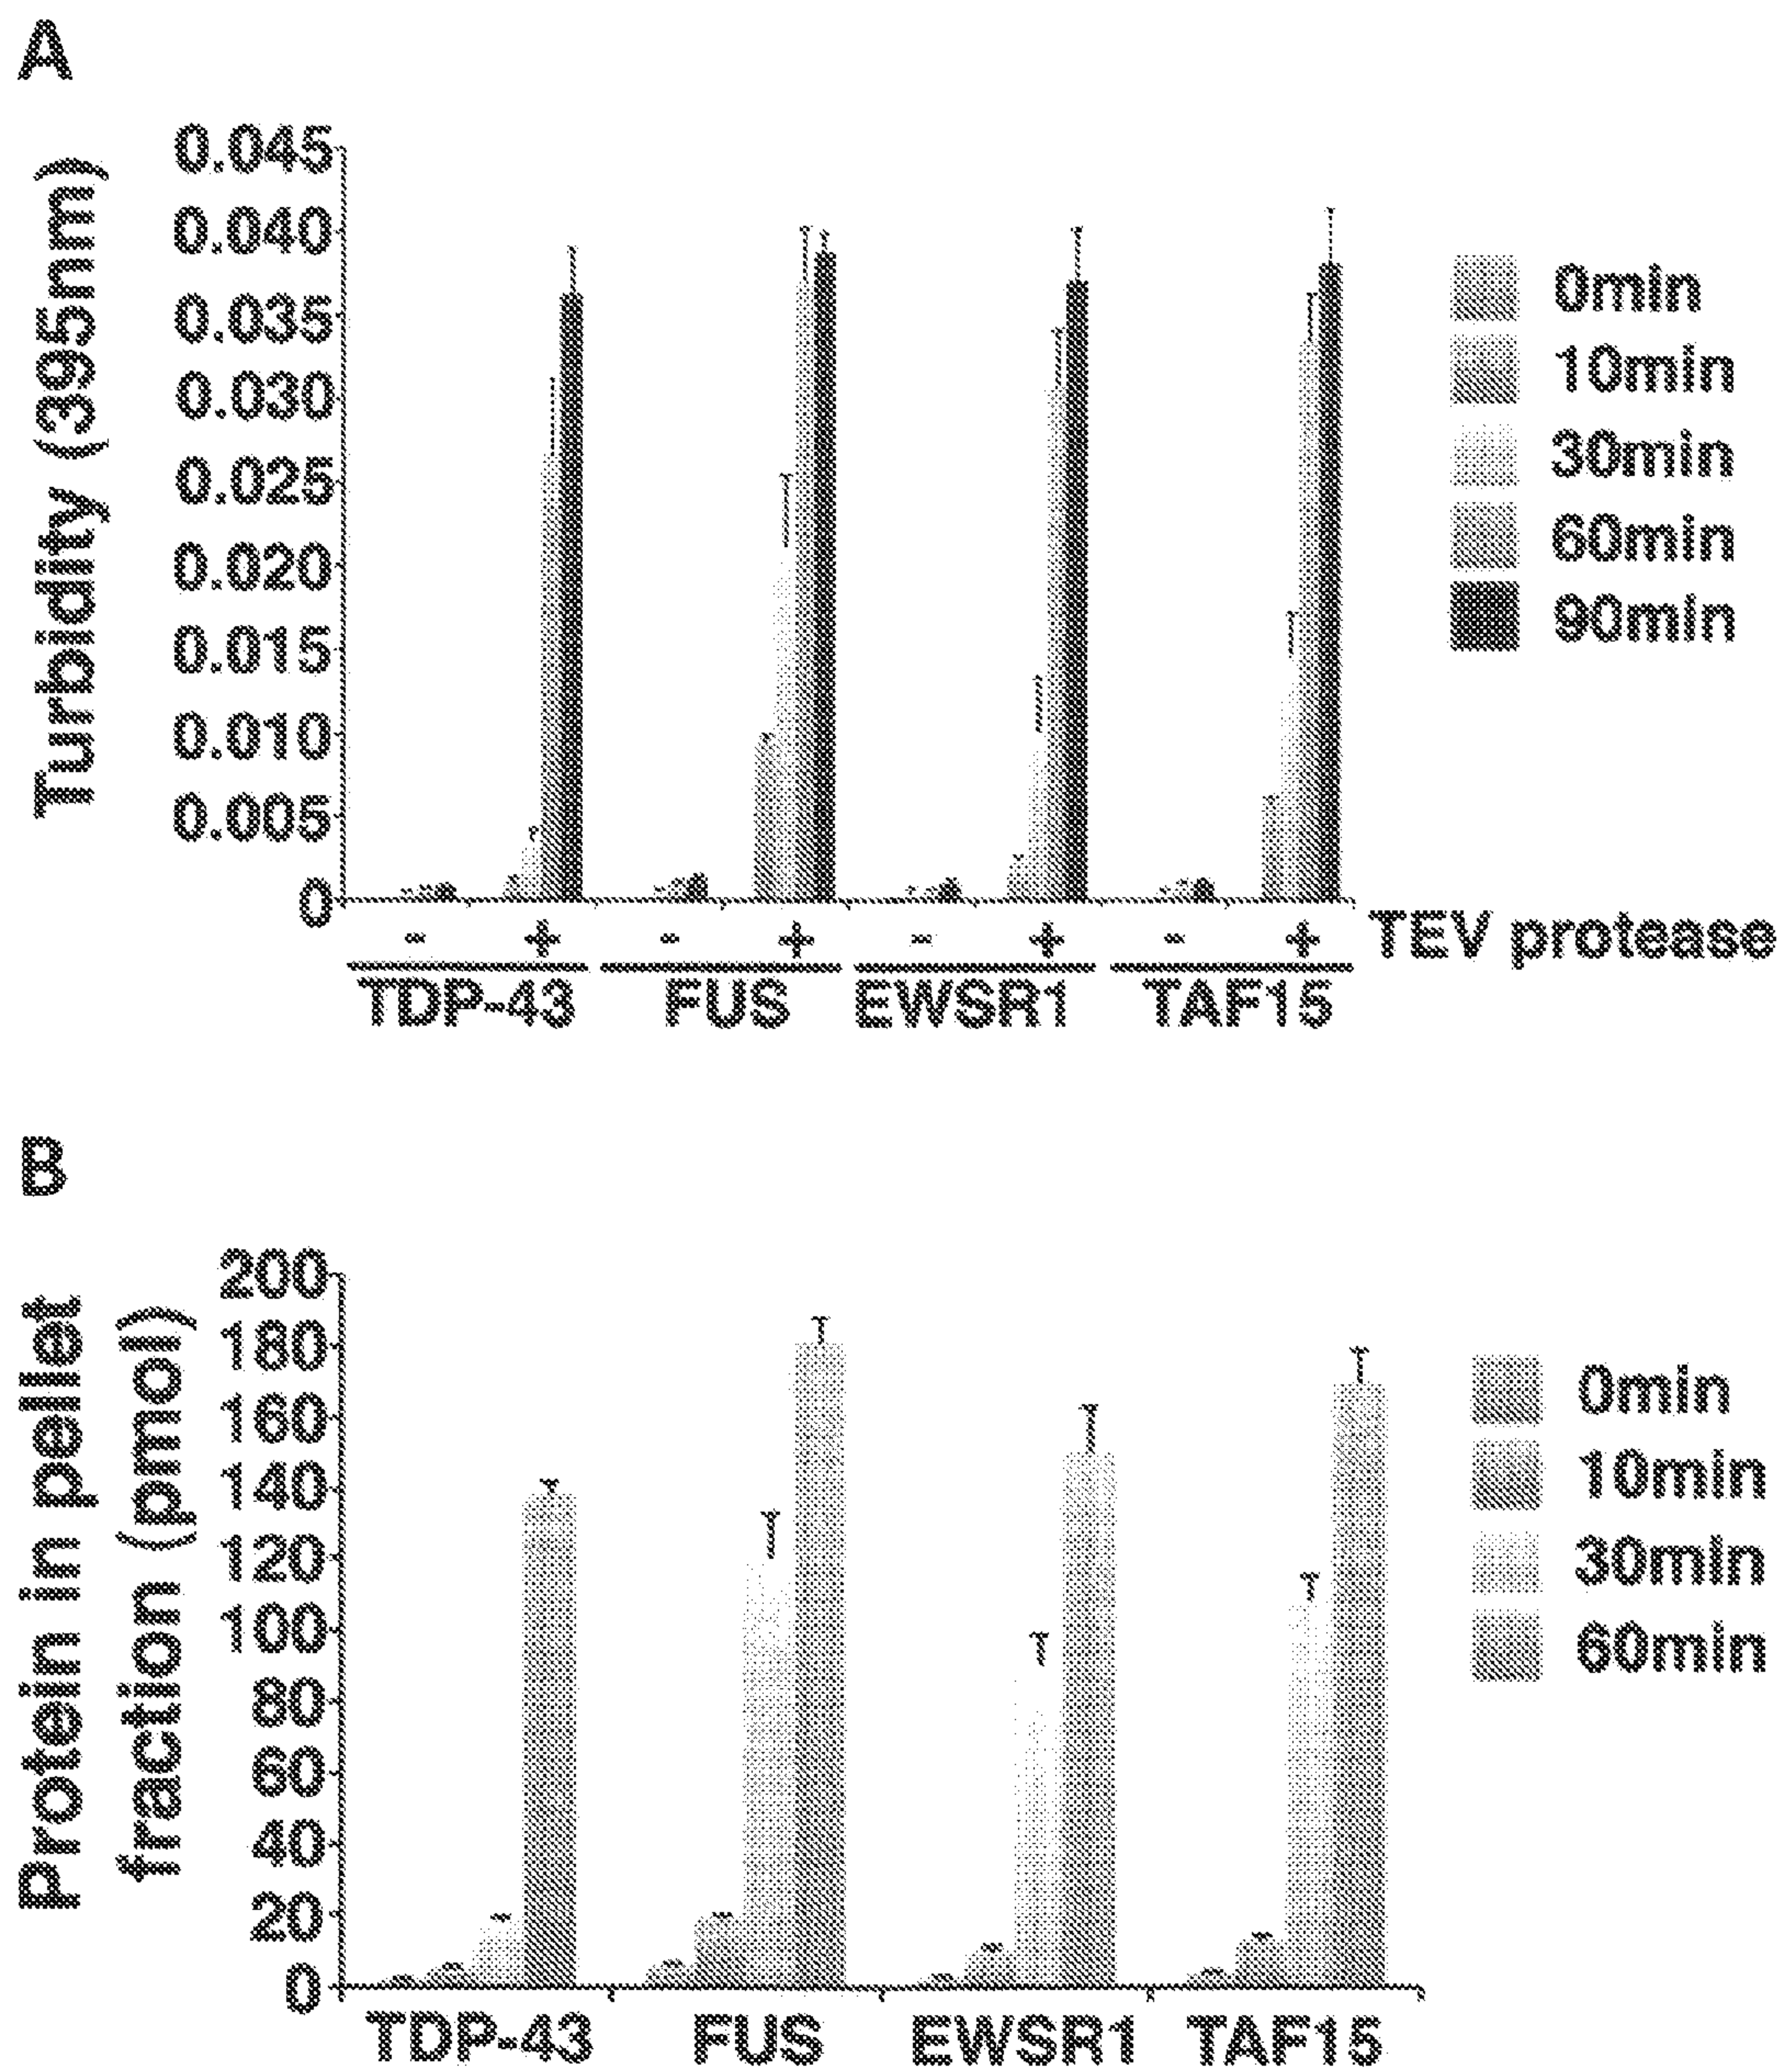 A
Turbidity (395nm)
0.045
0.040
0.035
0.030
0.025
0.020
0.015
0.010
0.005
0
0min
10min
30min
60min
90min
- + - + - + - + TEV protease
TDP-43 FUS EWSR1 TAF15
B
Protein in pellet
fraction (pmol)
200
180
160
140
120
100
80
60
40
20
0
0min
10min
30min
60min
TDP-43 FUS EWSR1 TAF15